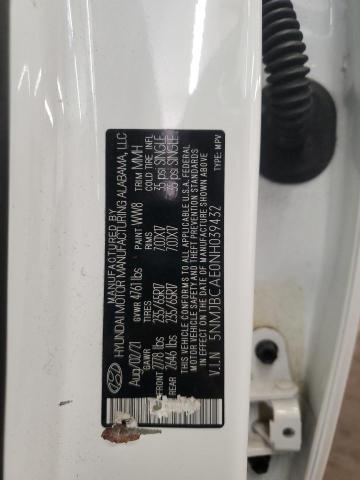 MANUFACTURED BY
HYUNDAI MOTOR MANUFACTURING ALABAMA, LLC
Aug/02/21 GVWR 4761 lbs PAINT WW8 TRIM MMH
GAWR TIRES RIMS COLD TIRE INFL
FRONT 2778 lbs 235/65R17 7.0JX17 35 psi SINGLE
REAR 2646 lbs 235/65R17 7.0JX17 35 psi SINGLE
THIS VEHICLE CONFORMS TO ALL APPLICABLE U.S.A. FEDERAL
MOTOR VEHICLE SAFETY BUMPER, AND THEFT PREVENTION STANDARDS
IN EFFECT ON THE DATE OF MANUFACTURE SHOWN ABOVE
V.I.N 5NMJBCAE0NH039432
TYPE: MPV